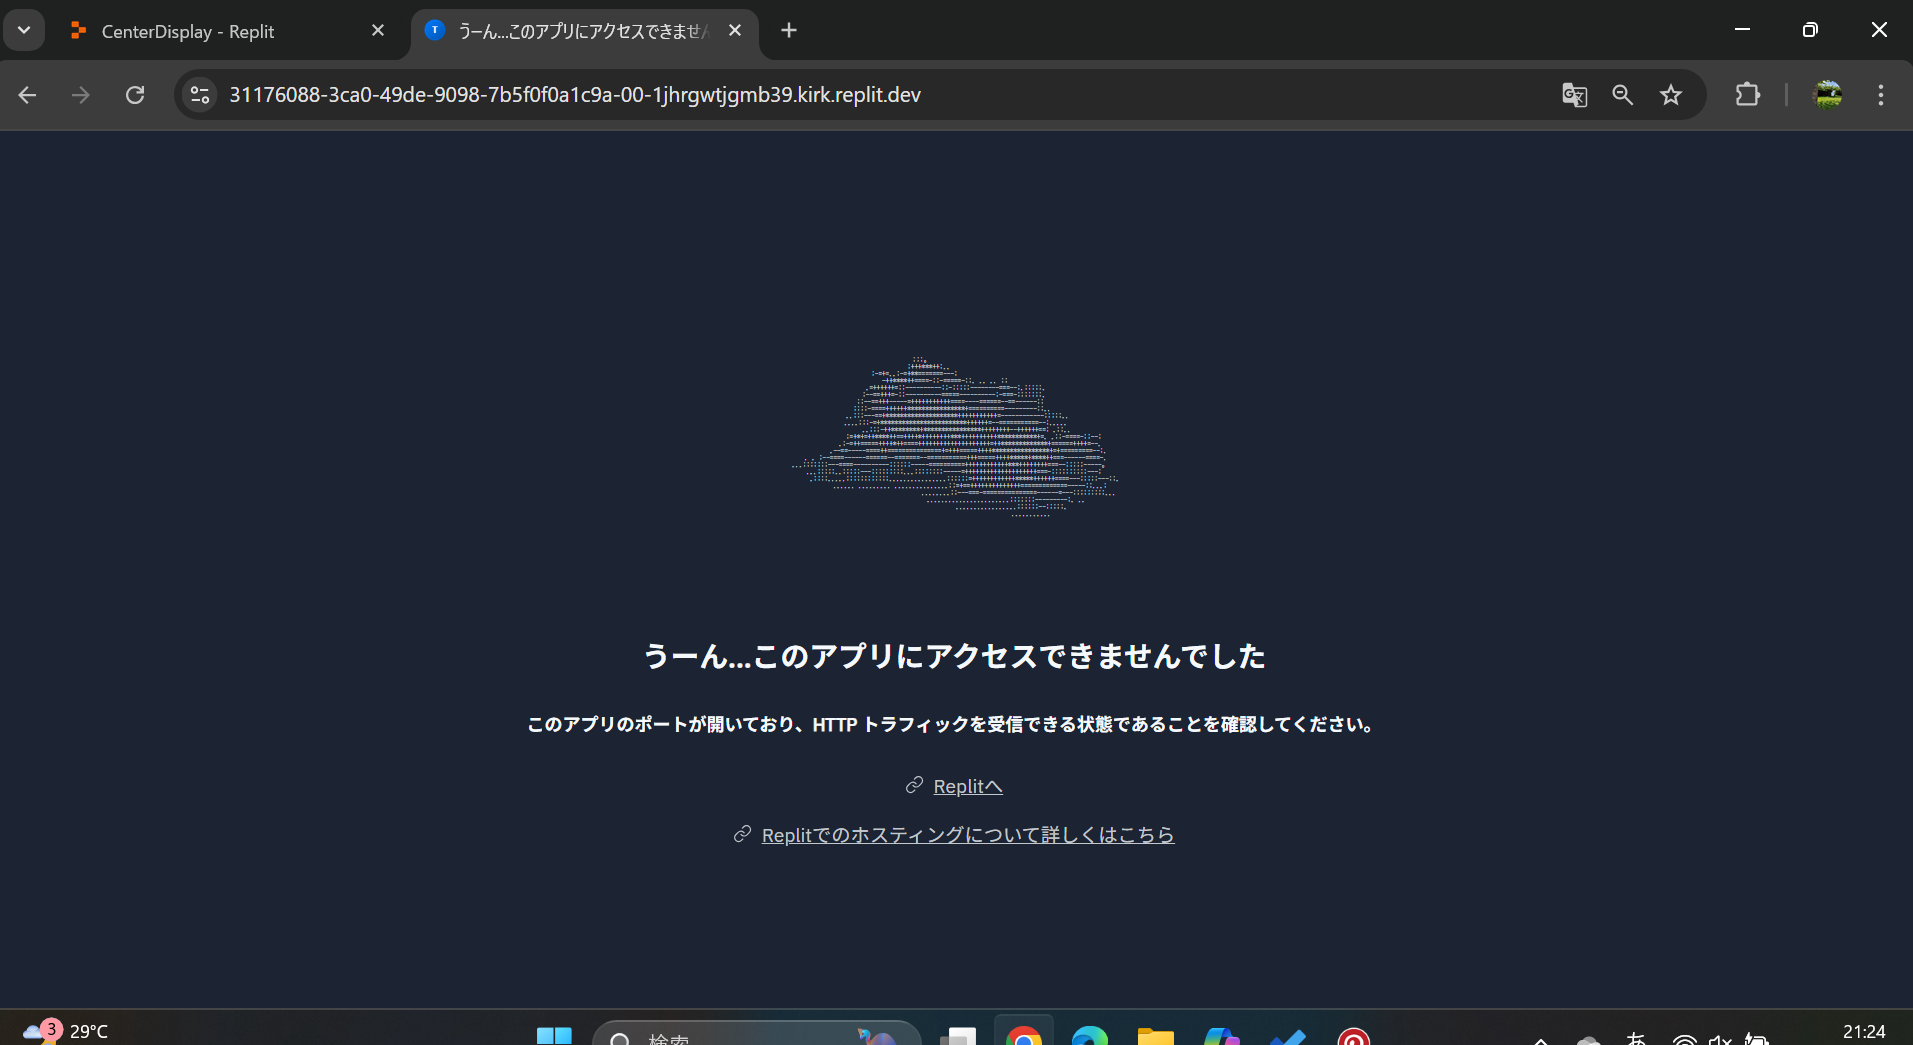 CenterDisplay - Replit
うーん...このアプリにアクセスできません
31176088-3ca0-49de-9098-7b5f0f0a1c9a-00-1jhrgwtjgmb39.kirk.replit.dev
うーん...このアプリにアクセスできませんでした
このアプリのポートが開いており、HTTP トラフィックを受信できる状態であることを確認してください。
Replitへ
Replitでのホスティングについて詳しくはこちら
3
29°C
検索
あ
21:24